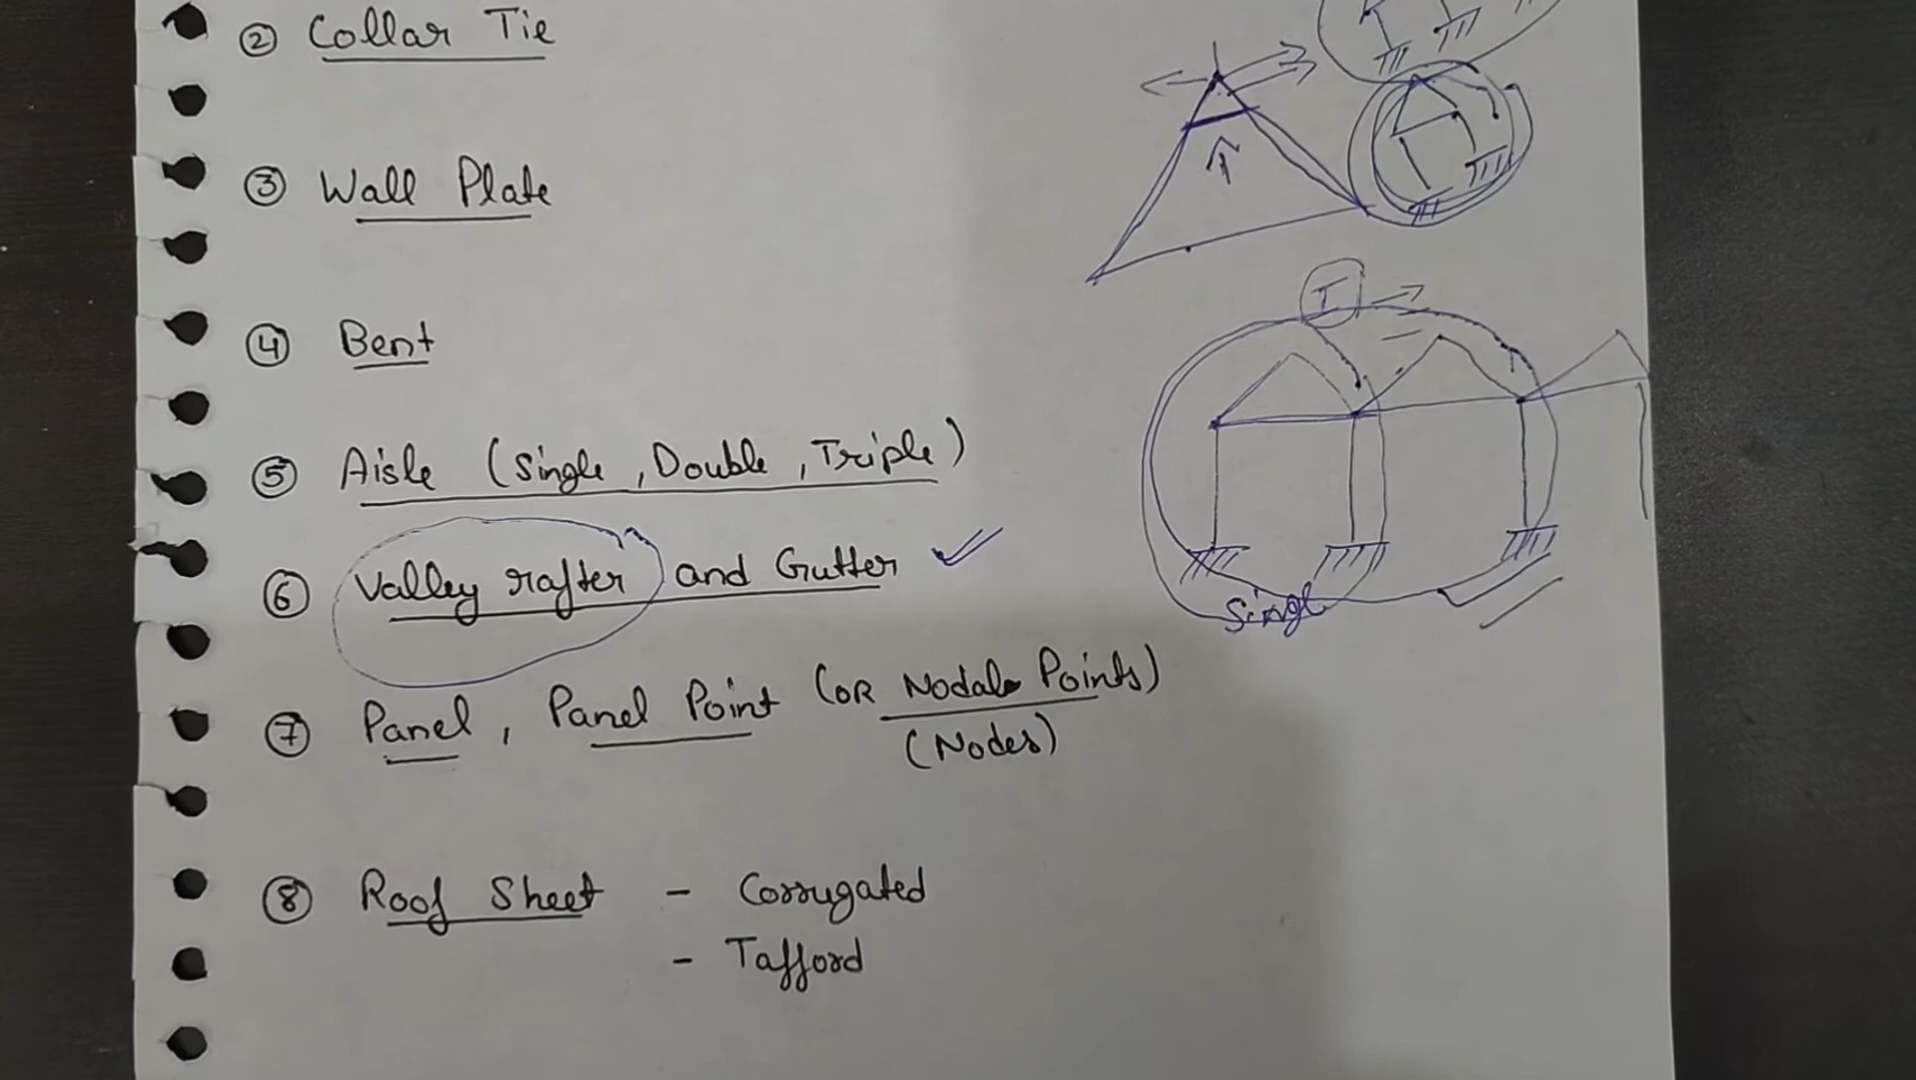 ② Collar Tie
③ Wall Plate
④ Bent
⑤ Aisle (Single, Double, Triple)
⑥ Valley rafter and Gutter
⑦ Panel, Panel Point (OR Nodal Points)
(Nodes)
⑧ Roof Sheet - Corrugated
- Tafford
T
Singl